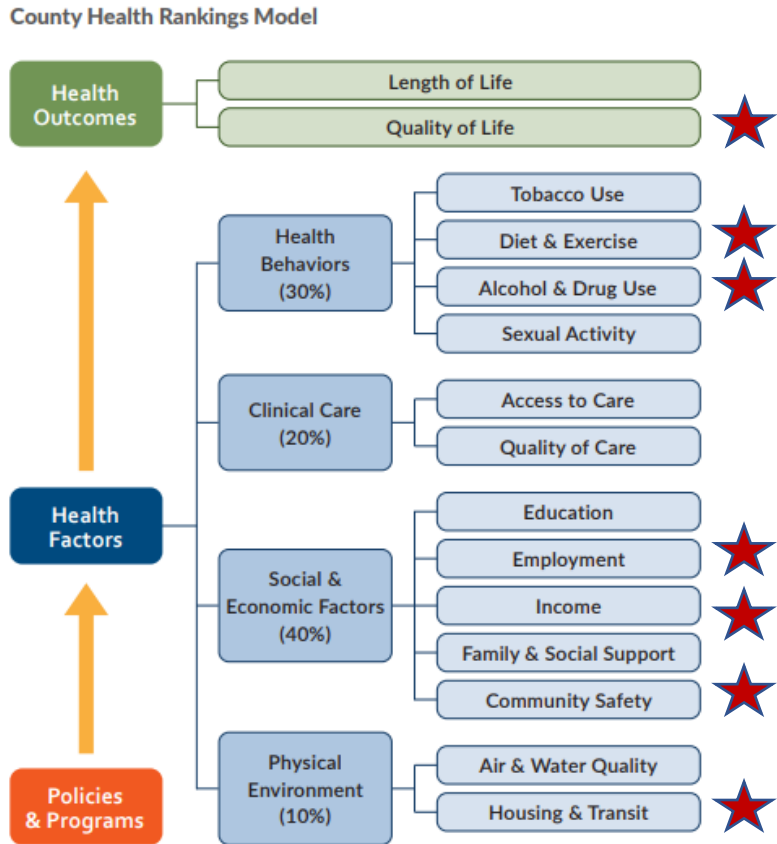 County Health Rankings Model
Health
Outcomes
Length of Life
Quality of Life
Health
Behaviors
(30%)
Tobacco Use
Diet & Exercise
Alcohol & Drug Use
Sexual Activity
Clinical Care
(20%)
Access to Care
Quality of Care
Health
Factors
Social &
Economic Factors
(40%)
Education
Employment
Income
Family & Social Support
Community Safety
Physical
Environment
(10%)
Air & Water Quality
Housing & Transit
Policies
& Programs